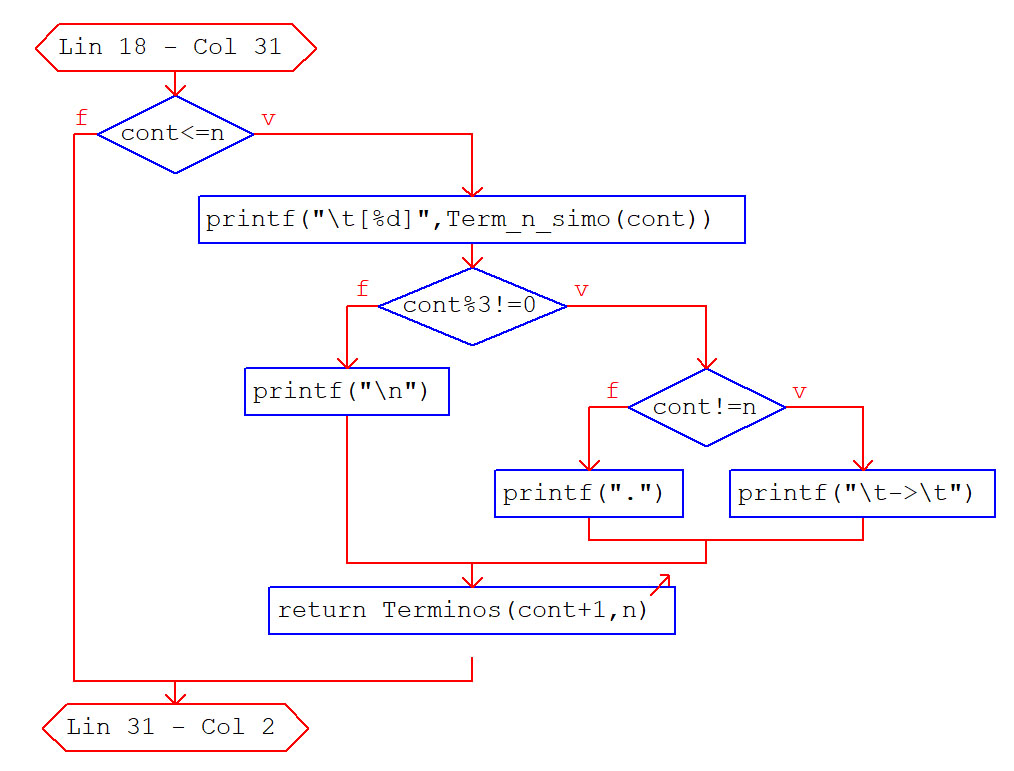 Lin 18 - Col 31
f
v
cont<=n
printf("\t[%d]",Term_n_simo(cont))
f
v
cont%3!=0
printf("\n")
f
v
cont!=n
printf(".")
printf("\t->\t")
return Terminos(cont+1,n)
Lin 31 - Col 2